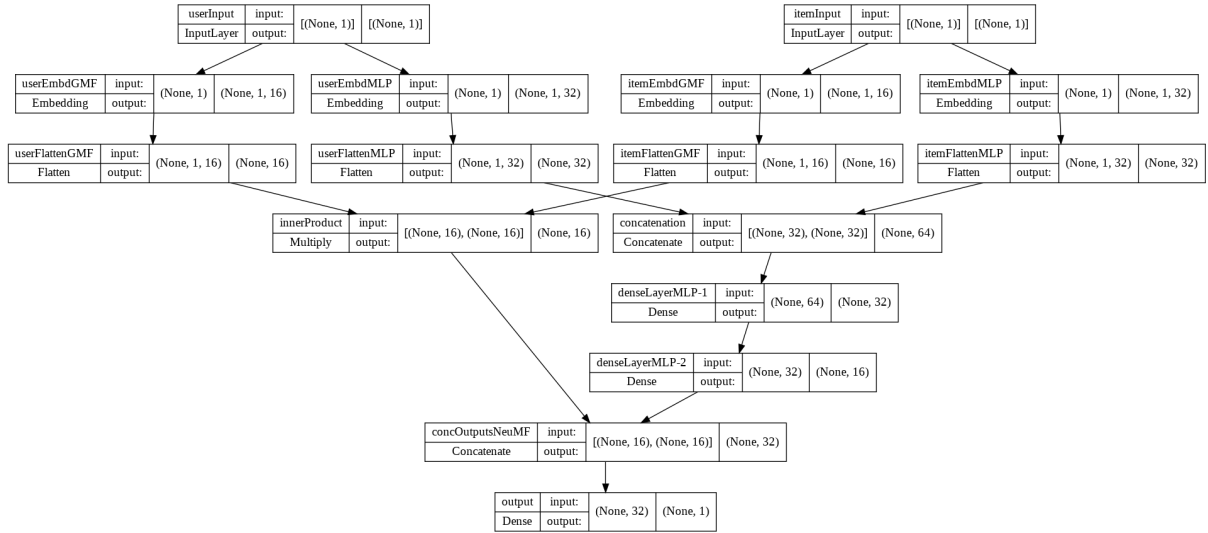 userInput input: [(None, 1)] [(None, 1)]
InputLayer output:
itemInput input: [(None, 1)] [(None, 1)]
InputLayer output:
userEmbdGMF input: (None, 1) (None, 1, 16)
Embedding output:
userEmbdMLP input: (None, 1) (None, 1, 32)
Embedding output:
itemEmbdGMF input: (None, 1) (None, 1, 16)
Embedding output:
itemEmbdMLP input: (None, 1) (None, 1, 32)
Embedding output:
userFlattenGMF input: (None, 1, 16) (None, 16)
Flatten output:
userFlattenMLP input: (None, 1, 32) (None, 32)
Flatten output:
itemFlattenGMF input: (None, 1, 16) (None, 16)
Flatten output:
itemFlattenMLP input: (None, 1, 32) (None, 32)
Flatten output:
innerProduct input: [(None, 16), (None, 16)] (None, 16)
Multiply output:
concatenation input: [(None, 32), (None, 32)] (None, 64)
Concatenate output:
denseLayerMLP-1 input: (None, 64) (None, 32)
Dense output:
denseLayerMLP-2 input: (None, 32) (None, 16)
Dense output:
concOutputsNeuMF input: [(None, 16), (None, 16)] (None, 32)
Concatenate output:
output input: (None, 32) (None, 1)
Dense output: